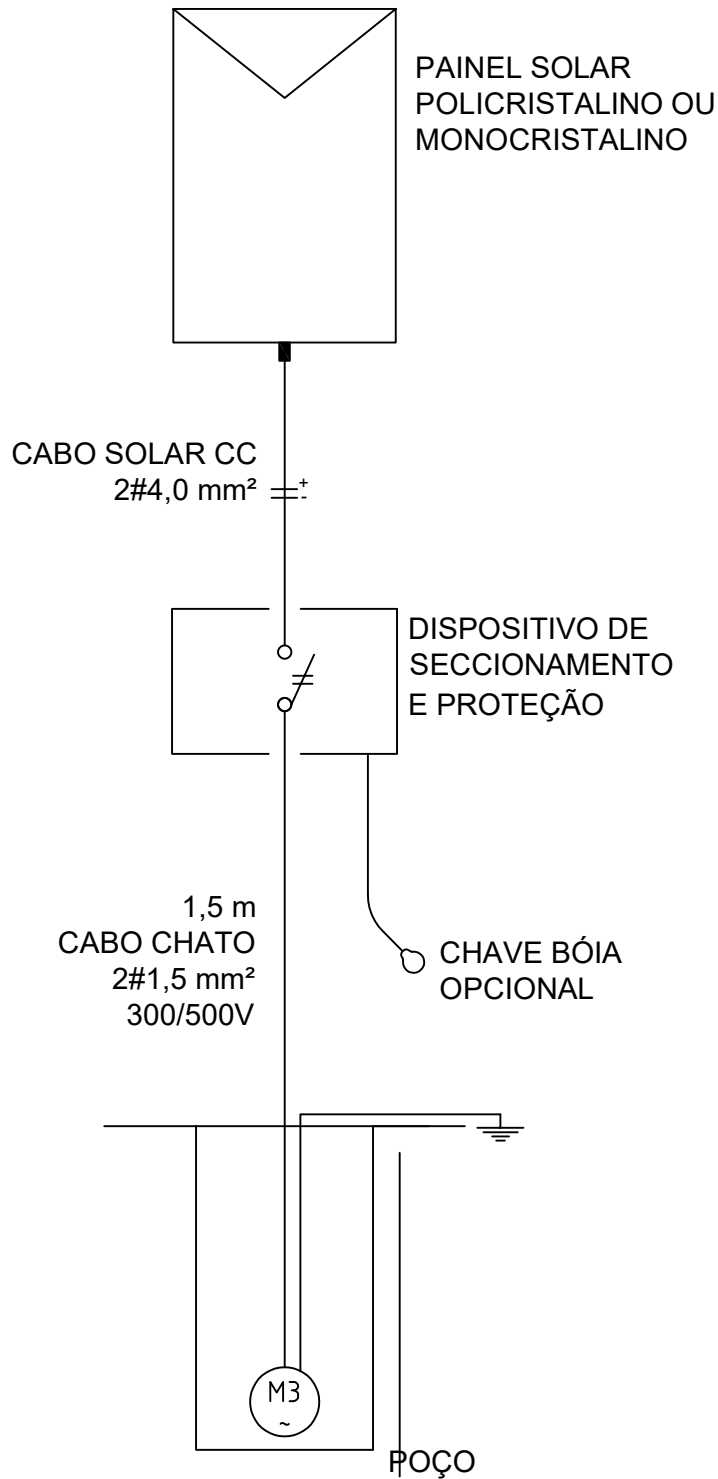 PAINEL SOLAR
POLICRISTALINO OU
MONOCRISTALINO
CABO SOLAR CC
2#4,0 mm²
+
-
DISPOSITIVO DE
SECCIONAMENTO
E PROTEÇÃO
1,5 m
CABO CHATO
2#1,5 mm²
300/500V
CHAVE BÓIA
OPCIONAL
M3
~
POÇO